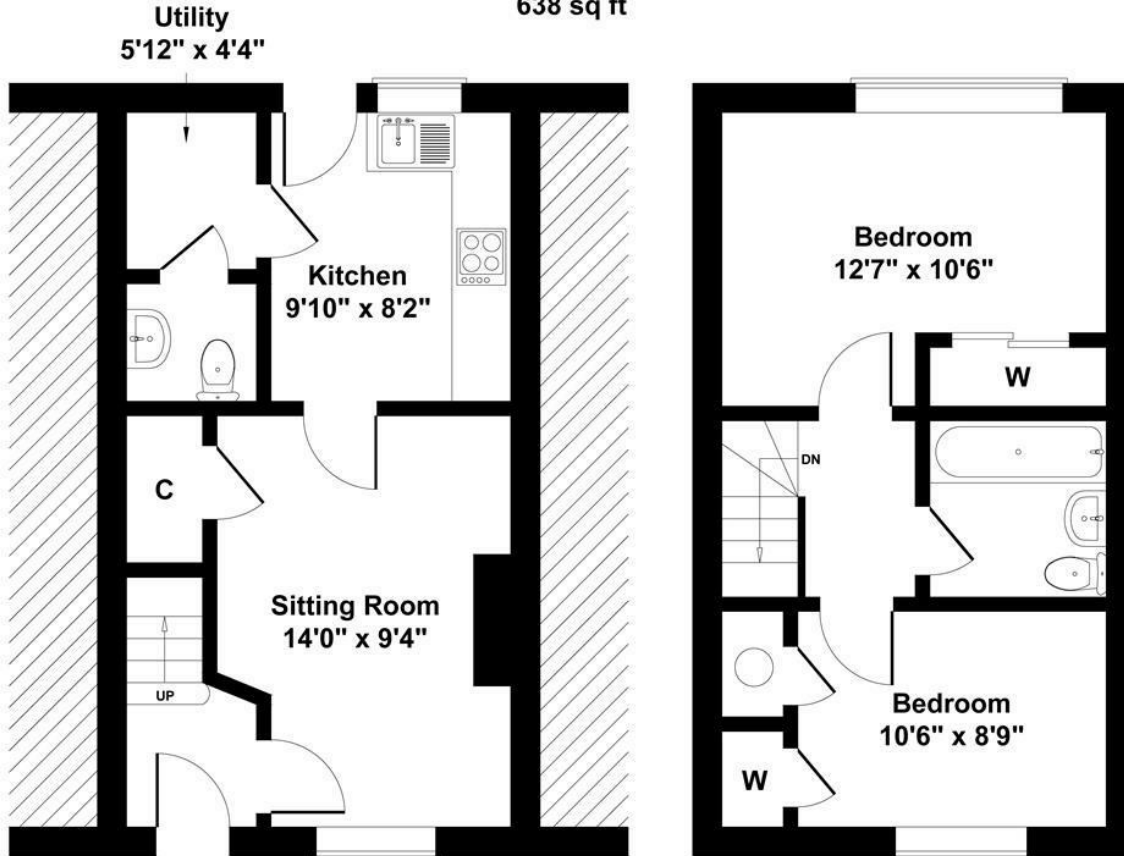 638 sq ft
Utility
5'12" x 4'4"
Kitchen
9'10" x 8'2"
C
Sitting Room
14'0" x 9'4"
UP
Bedroom
12'7" x 10'6"
W
DN
Bedroom
10'6" x 8'9"
W